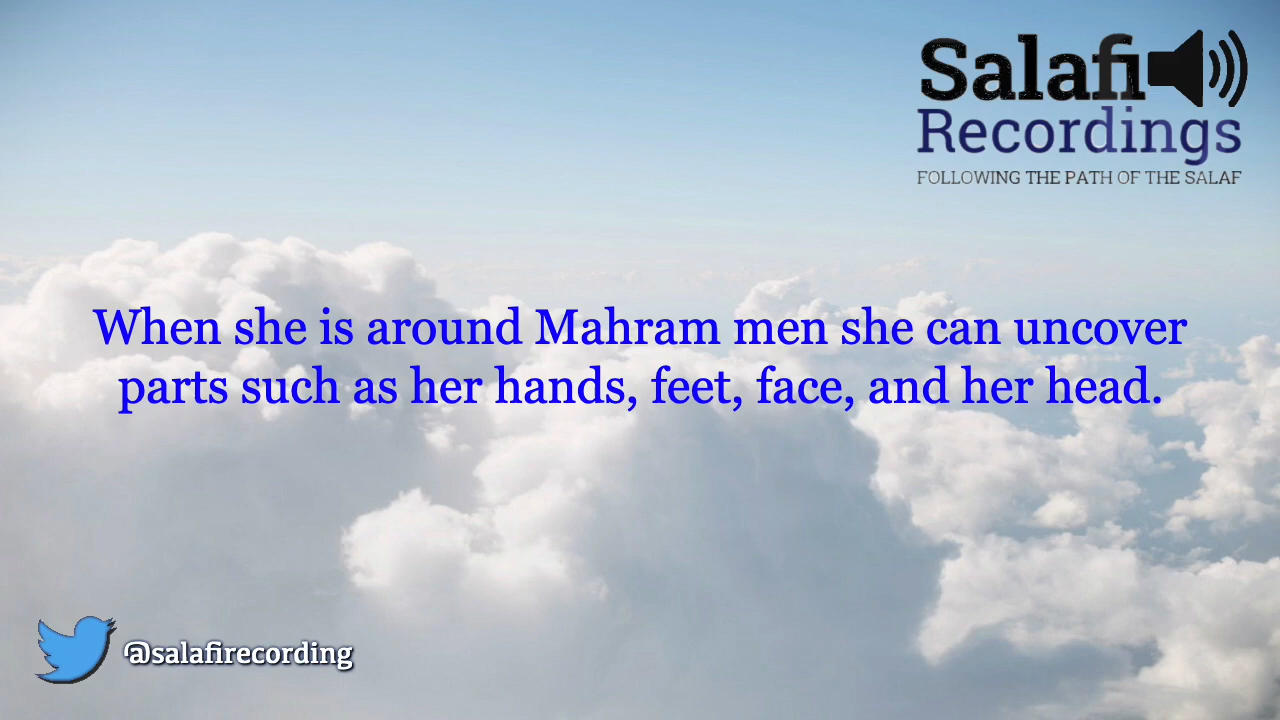 Salafi
Recordings
FOLLOWING THE PATH OF THE SALAF
When she is around Mahram men she can uncover
parts such as her hands, feet, face, and her head.
@salafirecording